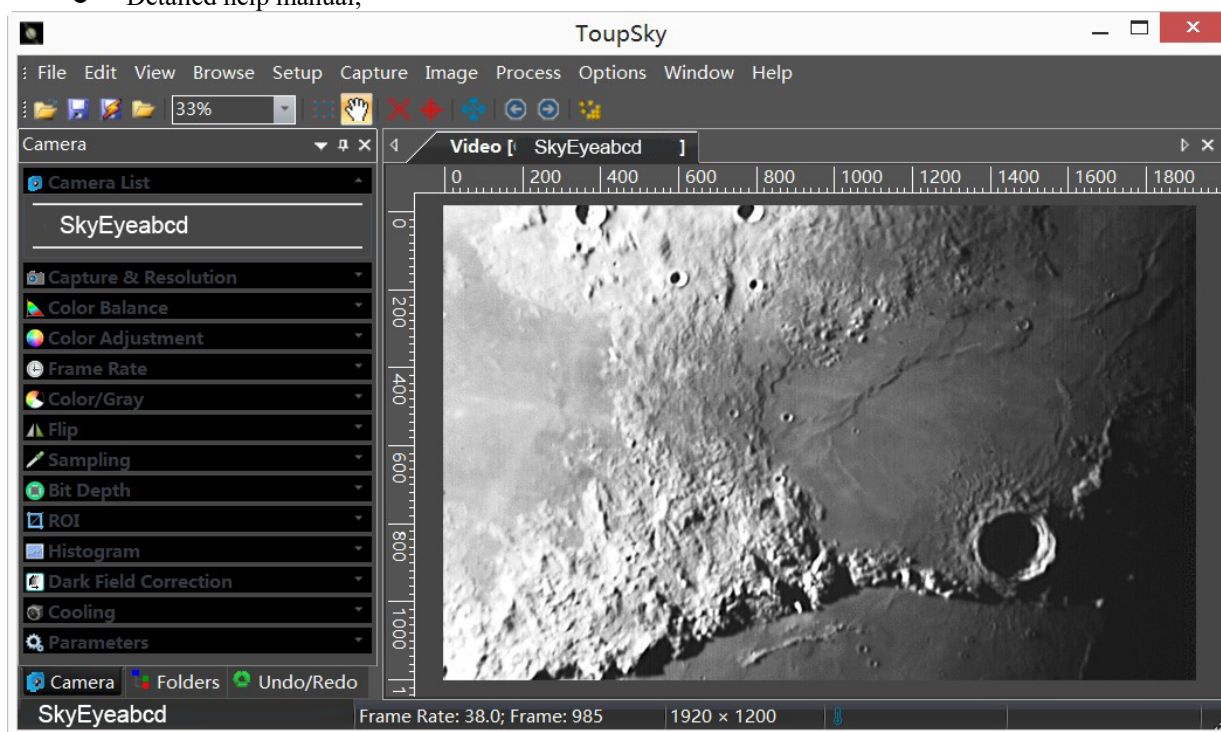 ● Detailed help manual;
ToupSky
File Edit View Browse Setup Capture Image Process Options Window Help
33%
Camera
Video [ SkyEyeabcd ]
Camera List
0 200 400 600 800 1000 1200 1400 1600 1800
SkyEyeabcd
0
Capture & Resolution
Color Balance
200
Color Adjustment
Frame Rate
400
Color/Gray
Flip
Sampling
600
Bit Depth
ROI
Histogram
800
Dark Field Correction
Cooling
1000
Parameters
Camera Folders Undo/Redo
SkyEyeabcd Frame Rate: 38.0; Frame: 985 1920 × 1200